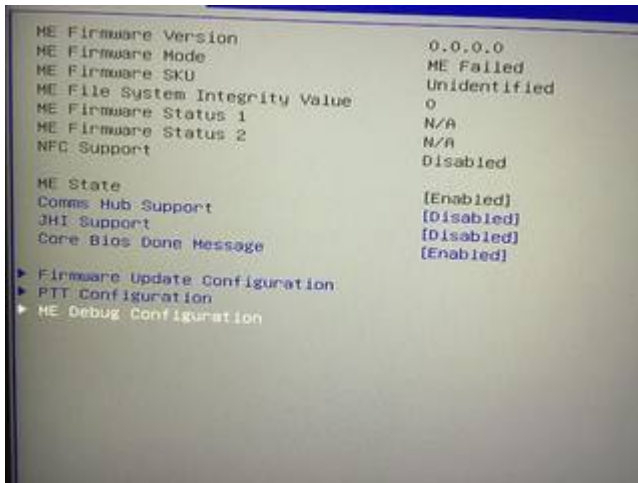 ME Firmware Version 0.0.0.0
ME Firmware Mode ME Failed
ME Firmware SKU Unidentified
ME File System Integrity Value 0
ME Firmware Status 1 N/A
ME Firmware Status 2 N/A
NFC Support Disabled
ME State [Enabled]
Comms Hub Support [Disabled]
JHI Support [Disabled]
Core Bios Done Message [Enabled]
Firmware Update Configuration
PTT Configuration
ME Debug Configuration